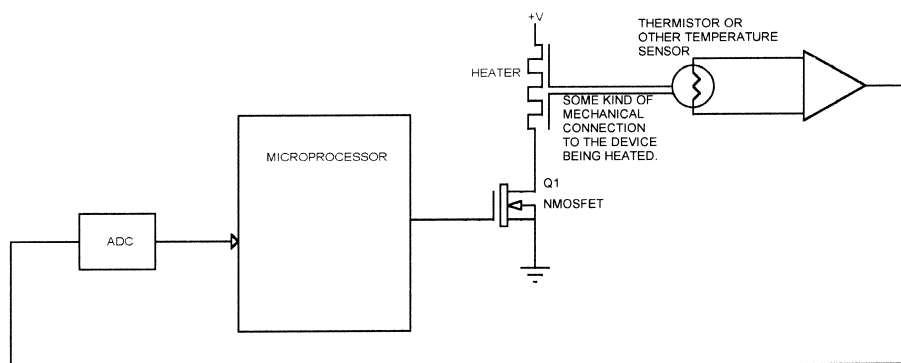 +V
THERMISTOR OR
OTHER TEMPERATURE
SENSOR
HEATER
SOME KIND OF
MECHANICAL
CONNECTION
TO THE DEVICE
BEING HEATED.
MICROPROCESSOR
Q1
NMOSFET
ADC